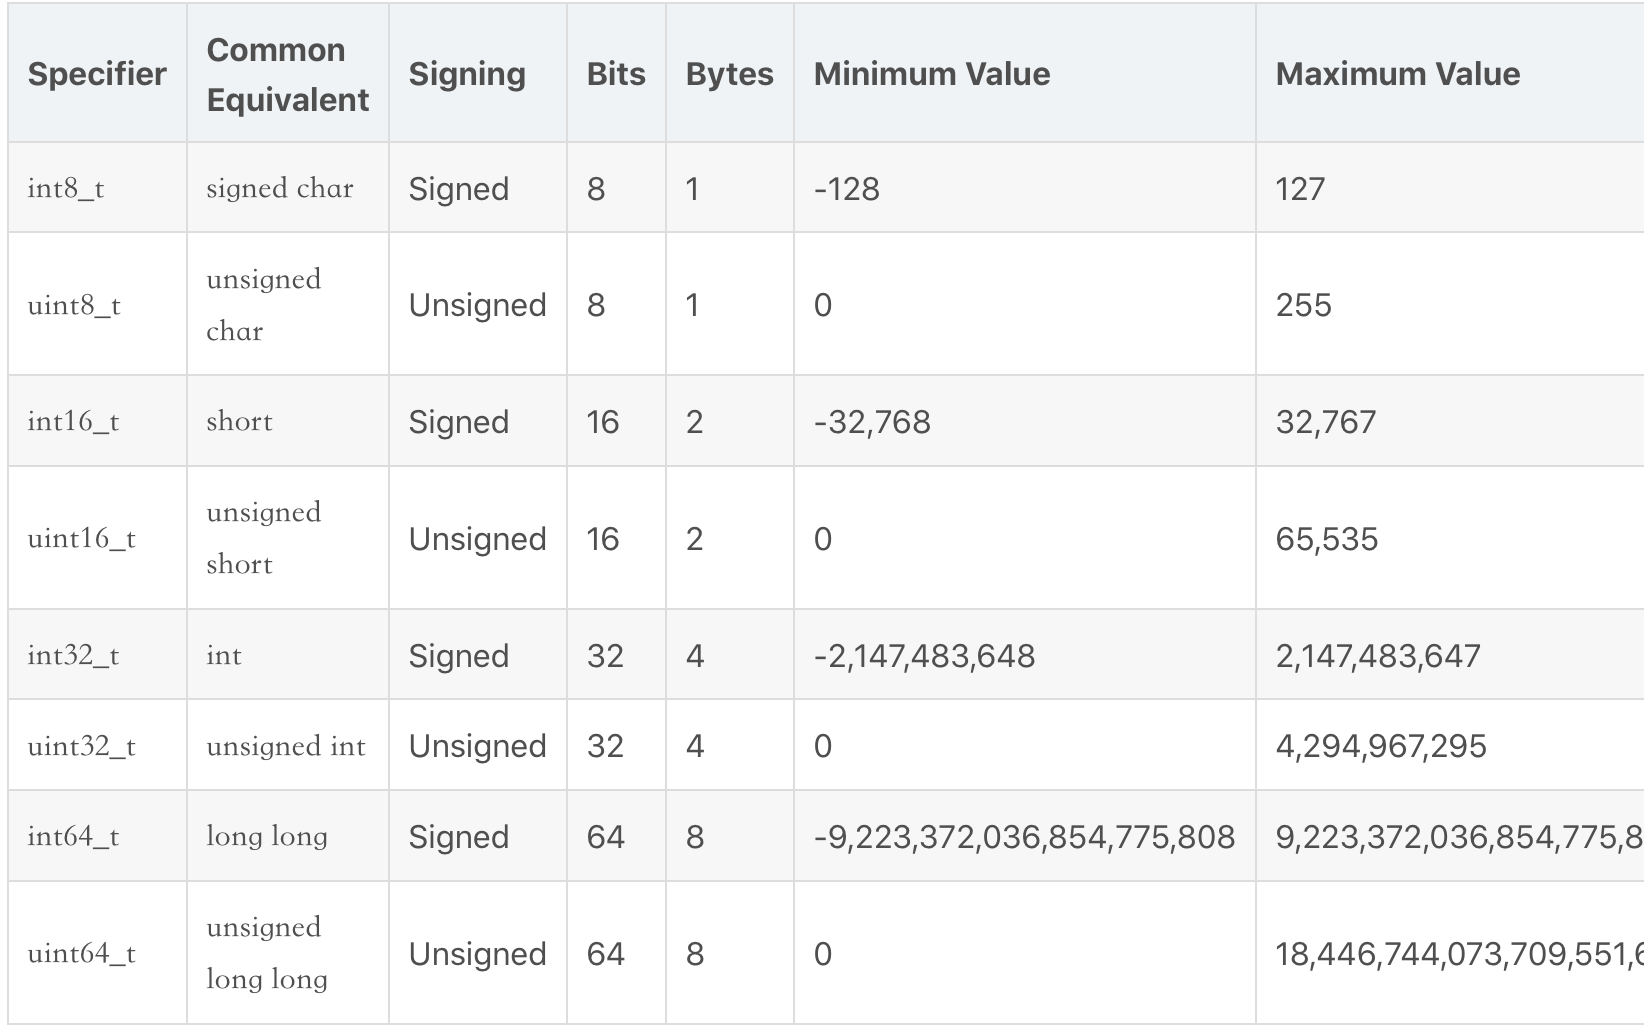 Specifier Common Equivalent Signing Bits Bytes Minimum Value Maximum Value
int8_t signed char Signed 8 1 -128 127
uint8_t unsigned char Unsigned 8 1 0 255
int16_t short Signed 16 2 -32,768 32,767
uint16_t unsigned short Unsigned 16 2 0 65,535
int32_t int Signed 32 4 -2,147,483,648 2,147,483,647
uint32_t unsigned int Unsigned 32 4 0 4,294,967,295
int64_t long long Signed 64 8 -9,223,372,036,854,775,808 9,223,372,036,854,775,8
uint64_t unsigned long long Unsigned 64 8 0 18,446,744,073,709,551,6